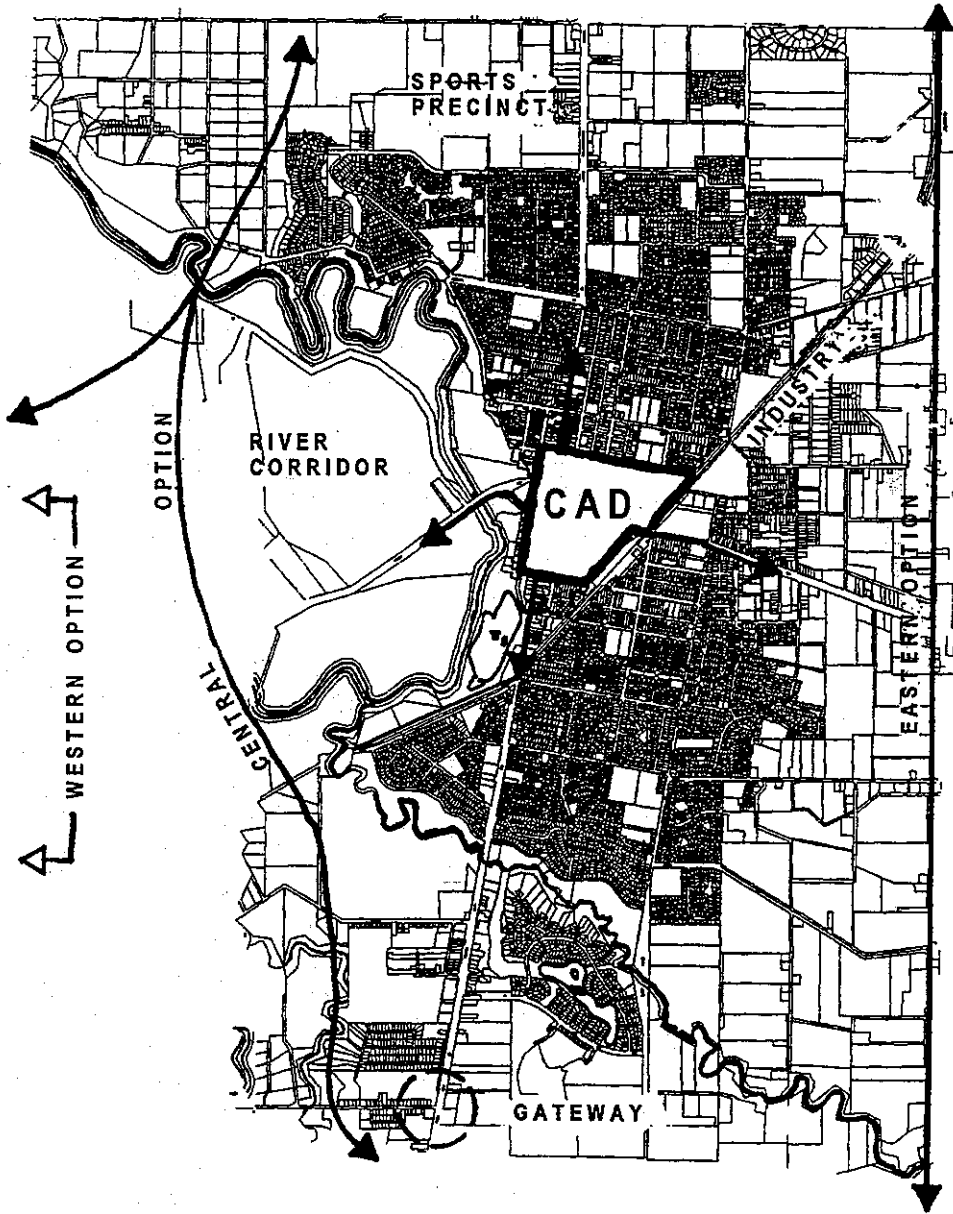 SPORTS
PRECINCT
INDUSTRY
OPTION
RIVER
CORRIDOR
CAD
WESTERN OPTION
EASTERN OPTION
CENTRAL
GATEWAY